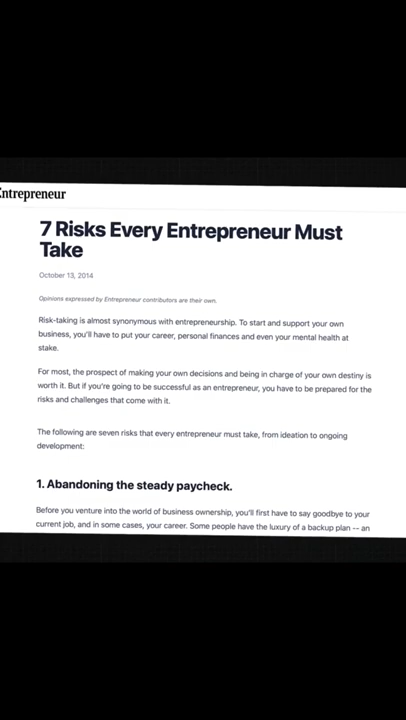 Entrepreneur
7 Risks Every Entrepreneur Must
Take
October 13, 2014
Opinions expressed by Entrepreneur contributors are their own.
Risk-taking is almost synonymous with entrepreneurship. To start and support your own
business, you'll have to put your career, personal finances and even your mental health at
stake.
For most, the prospect of making your own decisions and being in charge of your own destiny is
worth it. But if you're going to be successful as an entrepreneur, you have to be prepared for the
risks and challenges that come with it.
The following are seven risks that every entrepreneur must take, from ideation to ongoing
development:
1. Abandoning the steady paycheck.
Before you venture into the world of business ownership, you'll first have to say goodbye to your
current job, and in some cases, your career. Some people have the luxury of a backup plan -- an